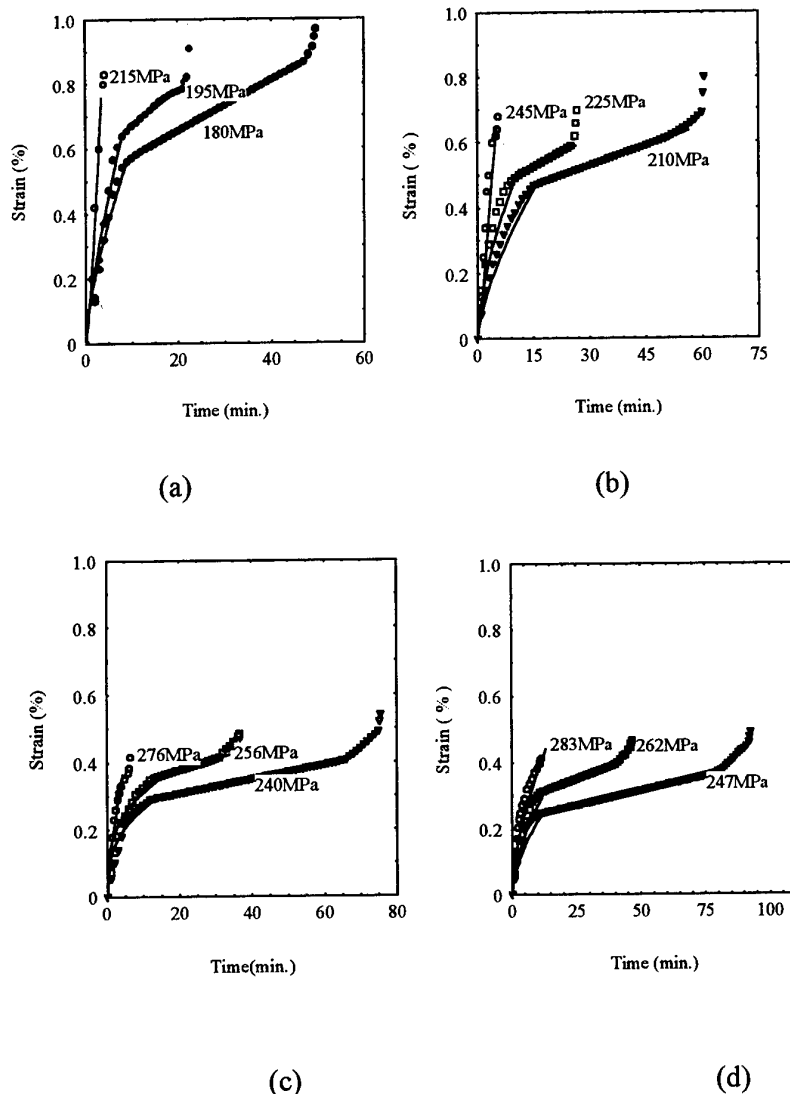 1.0
0.8
0.6
0.4
0.2
0
Strain (%)
215MPa
195MPa
180MPa
0 20 40 60
Time (min.)
(a)
1.0
0.8
0.6
0.4
0.2
0
Strain ( %)
245MPa
225MPa
210MPa
0 15 30 45 60 75
Time (min.)
(b)
1.0
0.8
0.6
0.4
0.2
0
Strain (%)
276MPa
256MPa
240MPa
0 20 40 60 80
Time(min.)
(c)
1.0
0.8
0.6
0.4
0.2
0
Strain ( %)
283MPa
262MPa
247MPa
0 25 50 75 100
Time (min.)
(d)